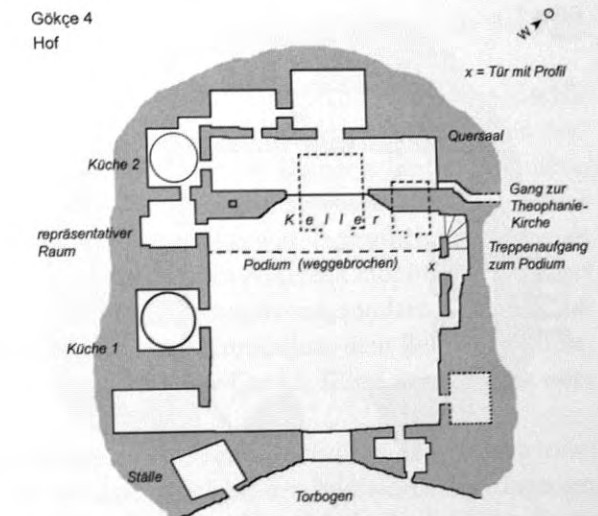 Gökçe 4
Hof
W
x = Tür mit Profil
Quersaal
Küche 2
Gang zur
Theophanie-
Kirche
K e l l e r
repräsentativer
Raum
Treppenaufgang
zum Podium
Podium (weggebrochen)
x
Küche 1
Ställe
Torbogen